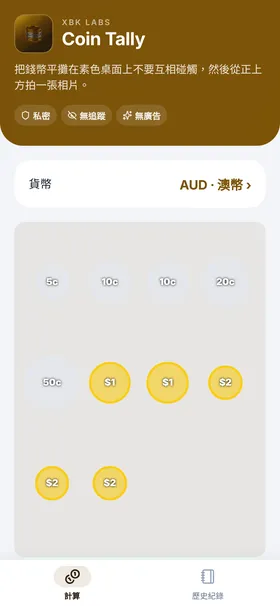 XBK LABS
Coin Tally
把錢幣平攤在素色桌面上不要互相碰觸，然後從正上
方拍一張相片。
私密 無追蹤 無廣告
貨幣 AUD · 澳幣 ›
5c 10c 10c 20c
50c $1 $1 $2
$2 $2
計算 歷史紀錄